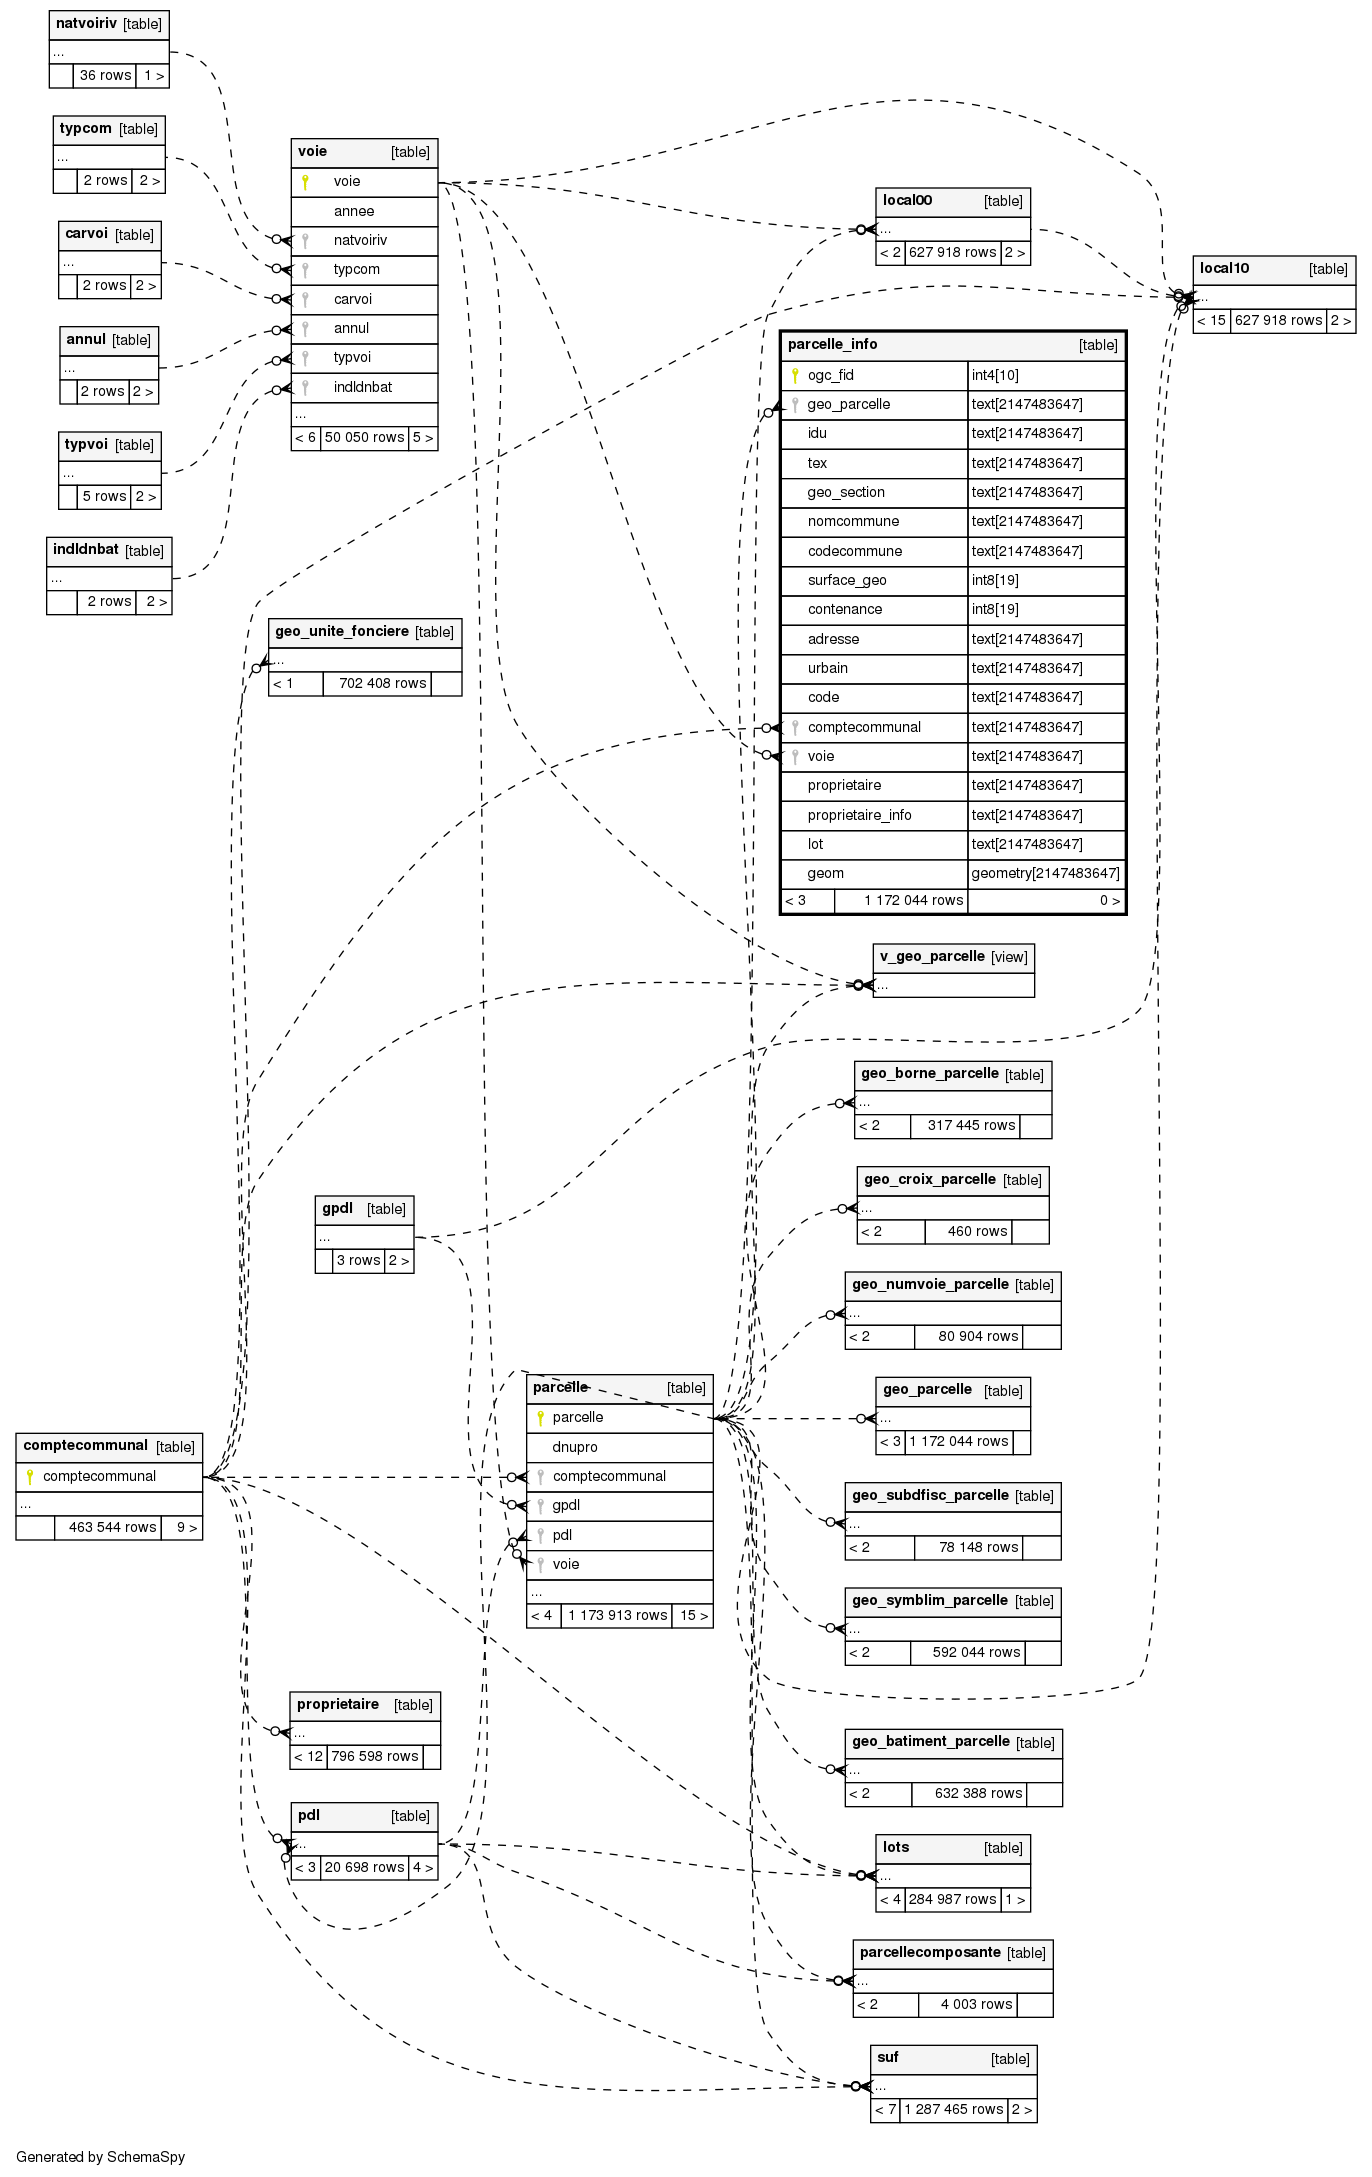 natvoiriv [table]
...
36 rows 1 >
typcom [table]
...
2 rows 2 >
carvoi [table]
...
2 rows 2 >
annul [table]
...
2 rows 2 >
typvoi [table]
...
5 rows 2 >
indldnbat [table]
...
2 rows 2 >
voie [table]
voie
annee
natvoiriv
typcom
carvoi
annul
typvoi
indldnbat
...
< 6 50 050 rows 5 >
local00 [table]
...
< 2 627 918 rows 2 >
local10 [table]
...
< 15 627 918 rows 2 >
parcelle_info [table]
ogc_fid int4[10]
geo_parcelle text[2147483647]
idu text[2147483647]
tex text[2147483647]
geo_section text[2147483647]
nomcommune text[2147483647]
codecommune text[2147483647]
surface_geo int8[19]
contenance int8[19]
adresse text[2147483647]
urbain text[2147483647]
code text[2147483647]
comptecommunal text[2147483647]
voie text[2147483647]
proprietaire text[2147483647]
proprietaire_info text[2147483647]
lot text[2147483647]
geom geometry[2147483647]
< 3 1 172 044 rows 0 >
geo_unite_fonciere [table]
...
< 1 702 408 rows
v_geo_parcelle [view]
...
geo_borne_parcelle [table]
...
< 2 317 445 rows
geo_croix_parcelle [table]
...
< 2 460 rows
gpdl [table]
...
3 rows 2 >
geo_numvoie_parcelle [table]
...
< 2 80 904 rows
parcelle [table]
parcelle
dnupro
comptecommunal
gpdl
pdl
voie
...
< 4 1 173 913 rows 15 >
geo_parcelle [table]
...
< 3 1 172 044 rows
comptecommunal [table]
comptecommunal
...
463 544 rows 9 >
geo_subdfisc_parcelle [table]
...
< 2 78 148 rows
geo_symblim_parcelle [table]
...
< 2 592 044 rows
proprietaire [table]
...
< 12 796 598 rows
geo_batiment_parcelle [table]
...
< 2 632 388 rows
pdl [table]
...
< 3 20 698 rows 4 >
lots [table]
...
< 4 284 987 rows 1 >
parcellecomposante [table]
...
< 2 4 003 rows
suf [table]
...
< 7 1 287 465 rows 2 >
Generated by SchemaSpy